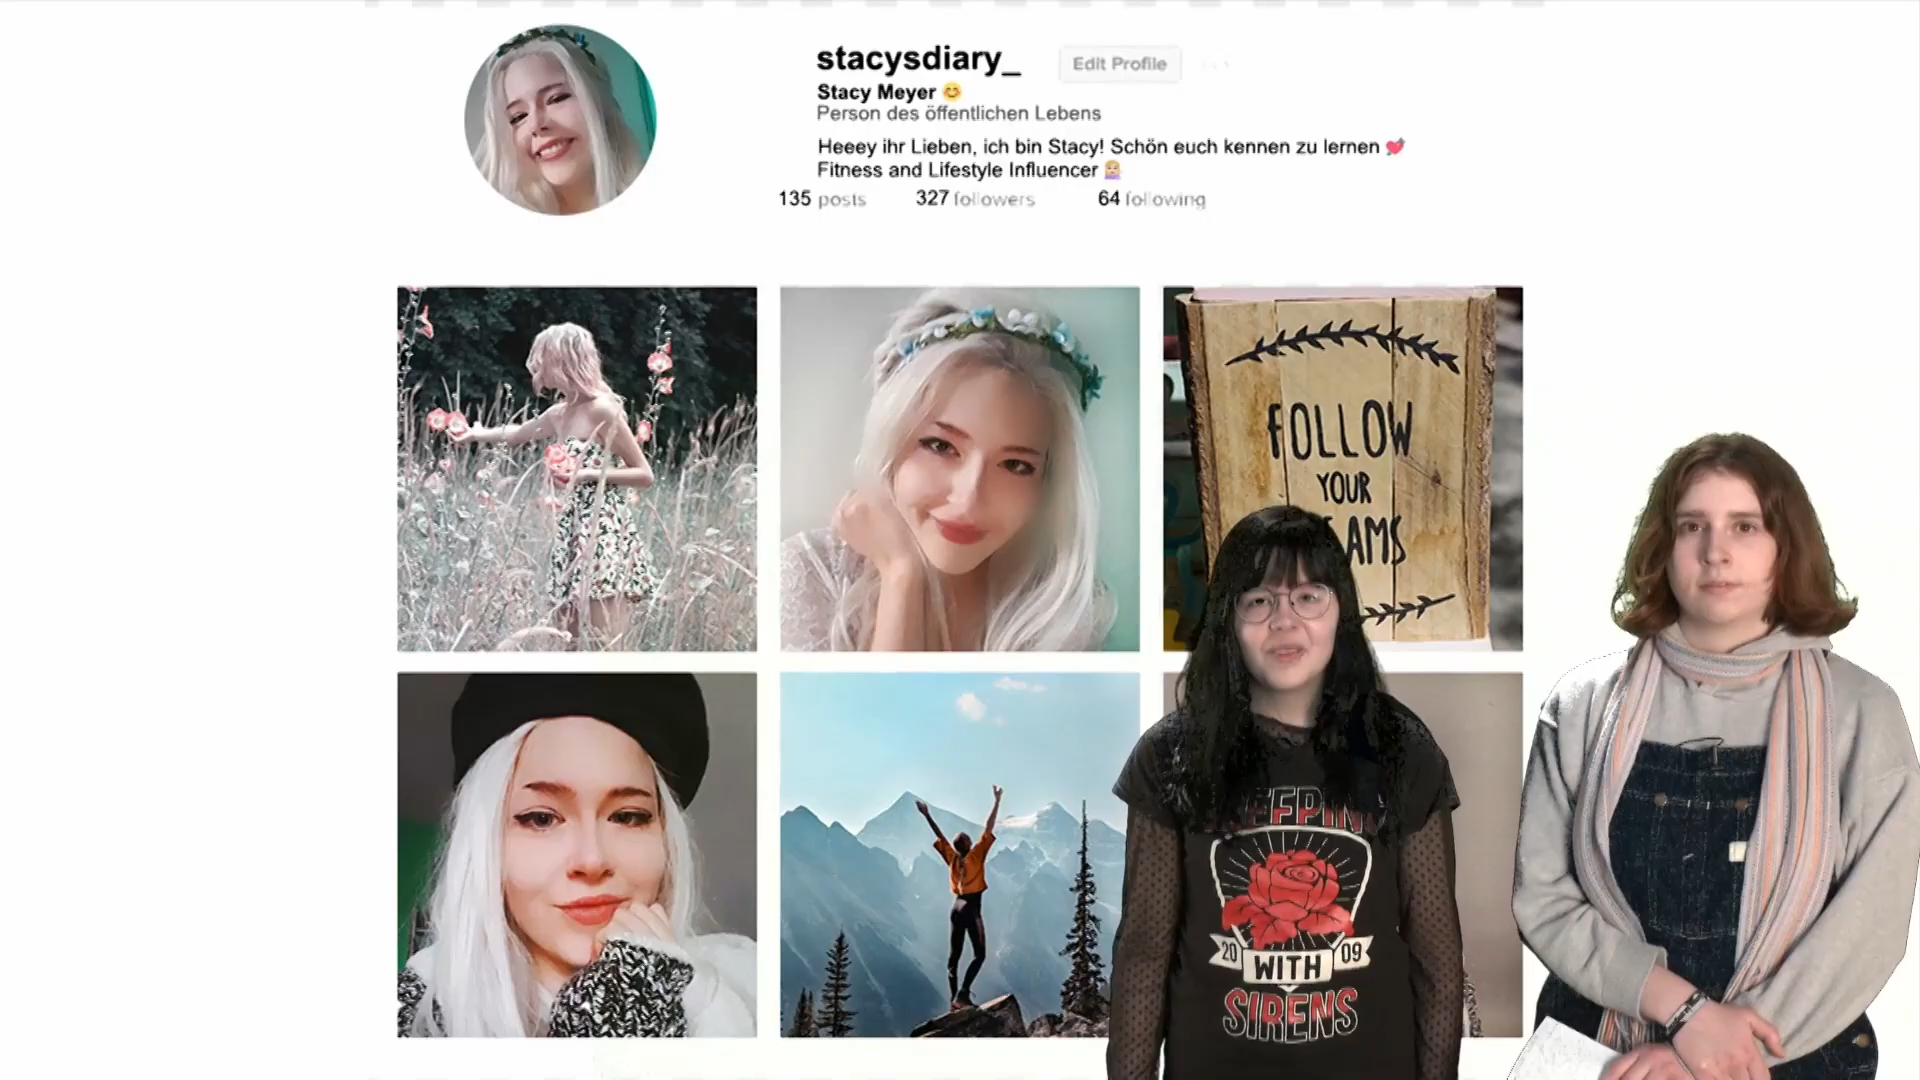 stacysdiary_ Edit Profile
Stacy Meyer 😊
Person des öffentlichen Lebens
Heeey ihr Lieben, ich bin Stacy! Schön euch kennen zu lernen 💘
Fitness and Lifestyle Influencer 💁🏼‍♀️
135 posts 327 followers 64 following
FOLLOW
YOUR
AMS
WITH
20 09
SIRENS